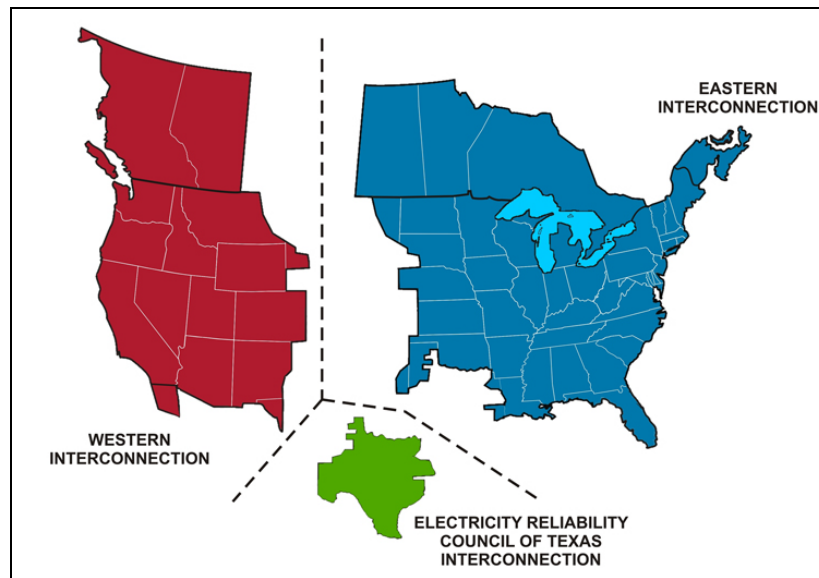 EASTERN
INTERCONNECTION
WESTERN
INTERCONNECTION
ELECTRICITY RELIABILITY
COUNCIL OF TEXAS
INTERCONNECTION